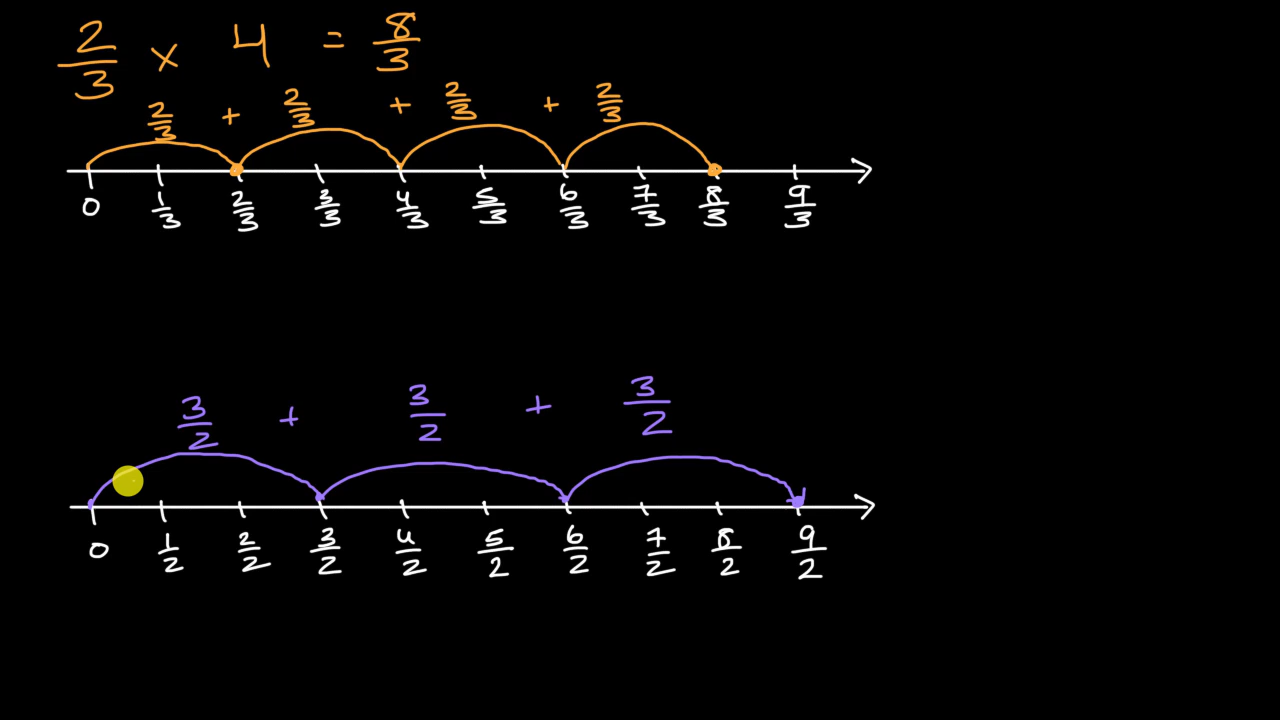 2/3 × 4 = 8/3
2/3 + 2/3 + 2/3 + 2/3
0 1/3 2/3 3/3 4/3 5/3 6/3 7/3 8/3 9/3
3/2 + 3/2 + 3/2
0 1/2 2/2 3/2 4/2 5/2 6/2 7/2 8/2 9/2